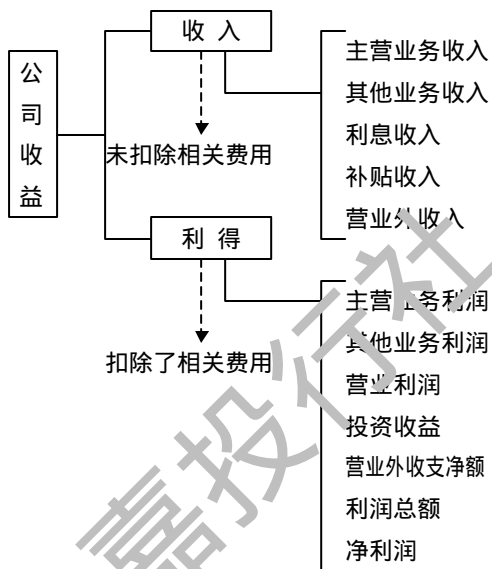 公司收益
收 入
未扣除相关费用
主营业务收入
其他业务收入
利息收入
补贴收入
营业外收入
利 得
扣除了相关费用
主营业务利润
其他业务利润
营业利润
投资收益
营业外收支净额
利润总额
净利润
嘉投行社